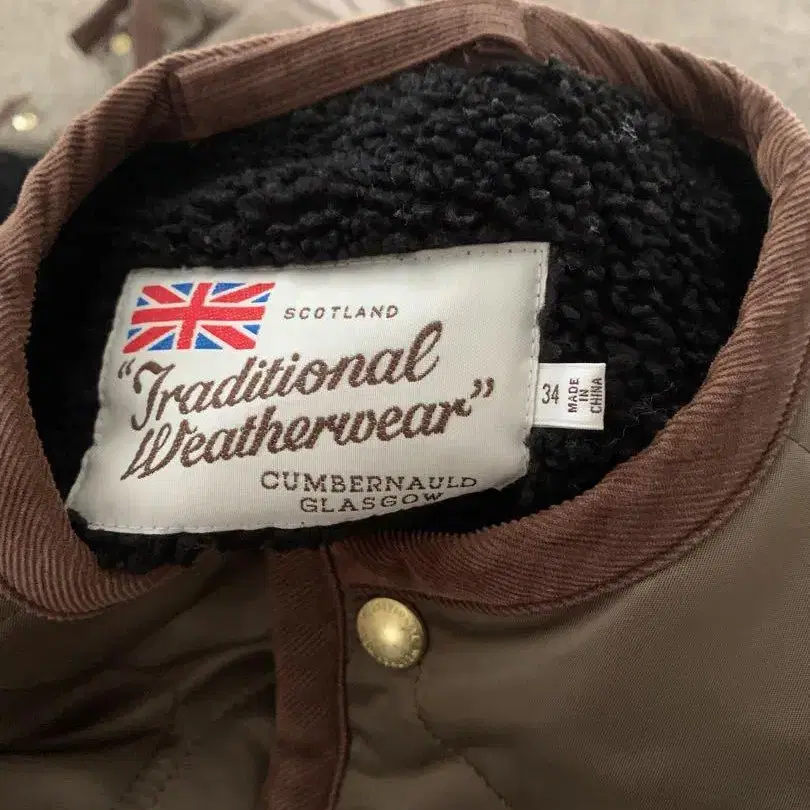 SCOTLAND
"Traditional
Weatherwear"
CUMBERNAULD
GLASGOW
34
MADE
IN
CHINA